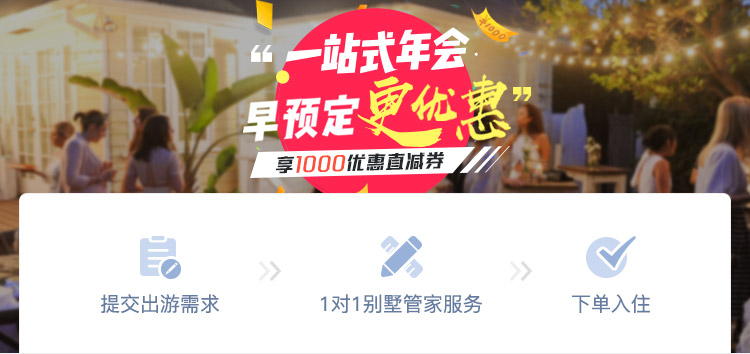 ¥1000
“一站式年会
早预定更优惠”
享1000优惠直减券
提交出游需求
1对1别墅管家服务
下单入住